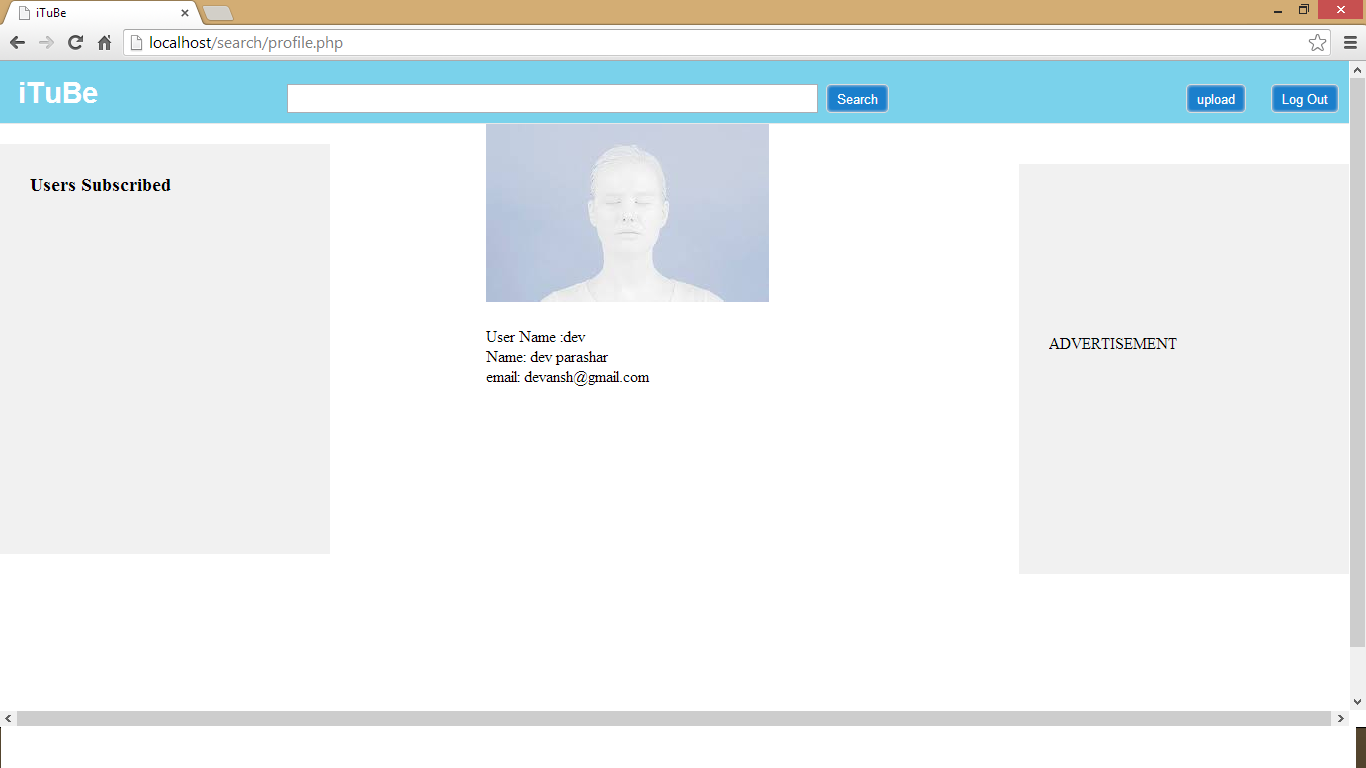 iTuBe
localhost/search/profile.php
iTuBe
Search
upload
Log Out
Users Subscribed
User Name :dev
Name: dev parashar
email: devansh@gmail.com
ADVERTISEMENT